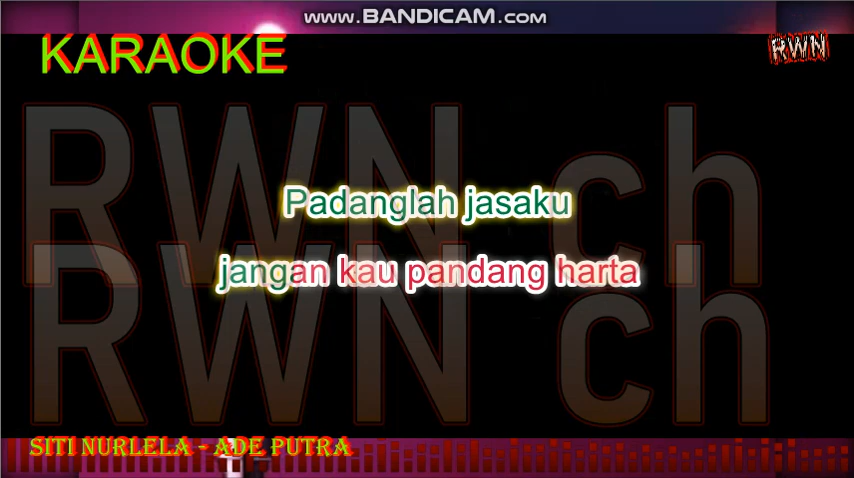 WWW.BANDICAM.COM
KARAOKE
RWN
RWN ch
Padanglah jasaku
jangan kau pandang harta
RWN ch
SITI NURLELA - ADE PUTRA